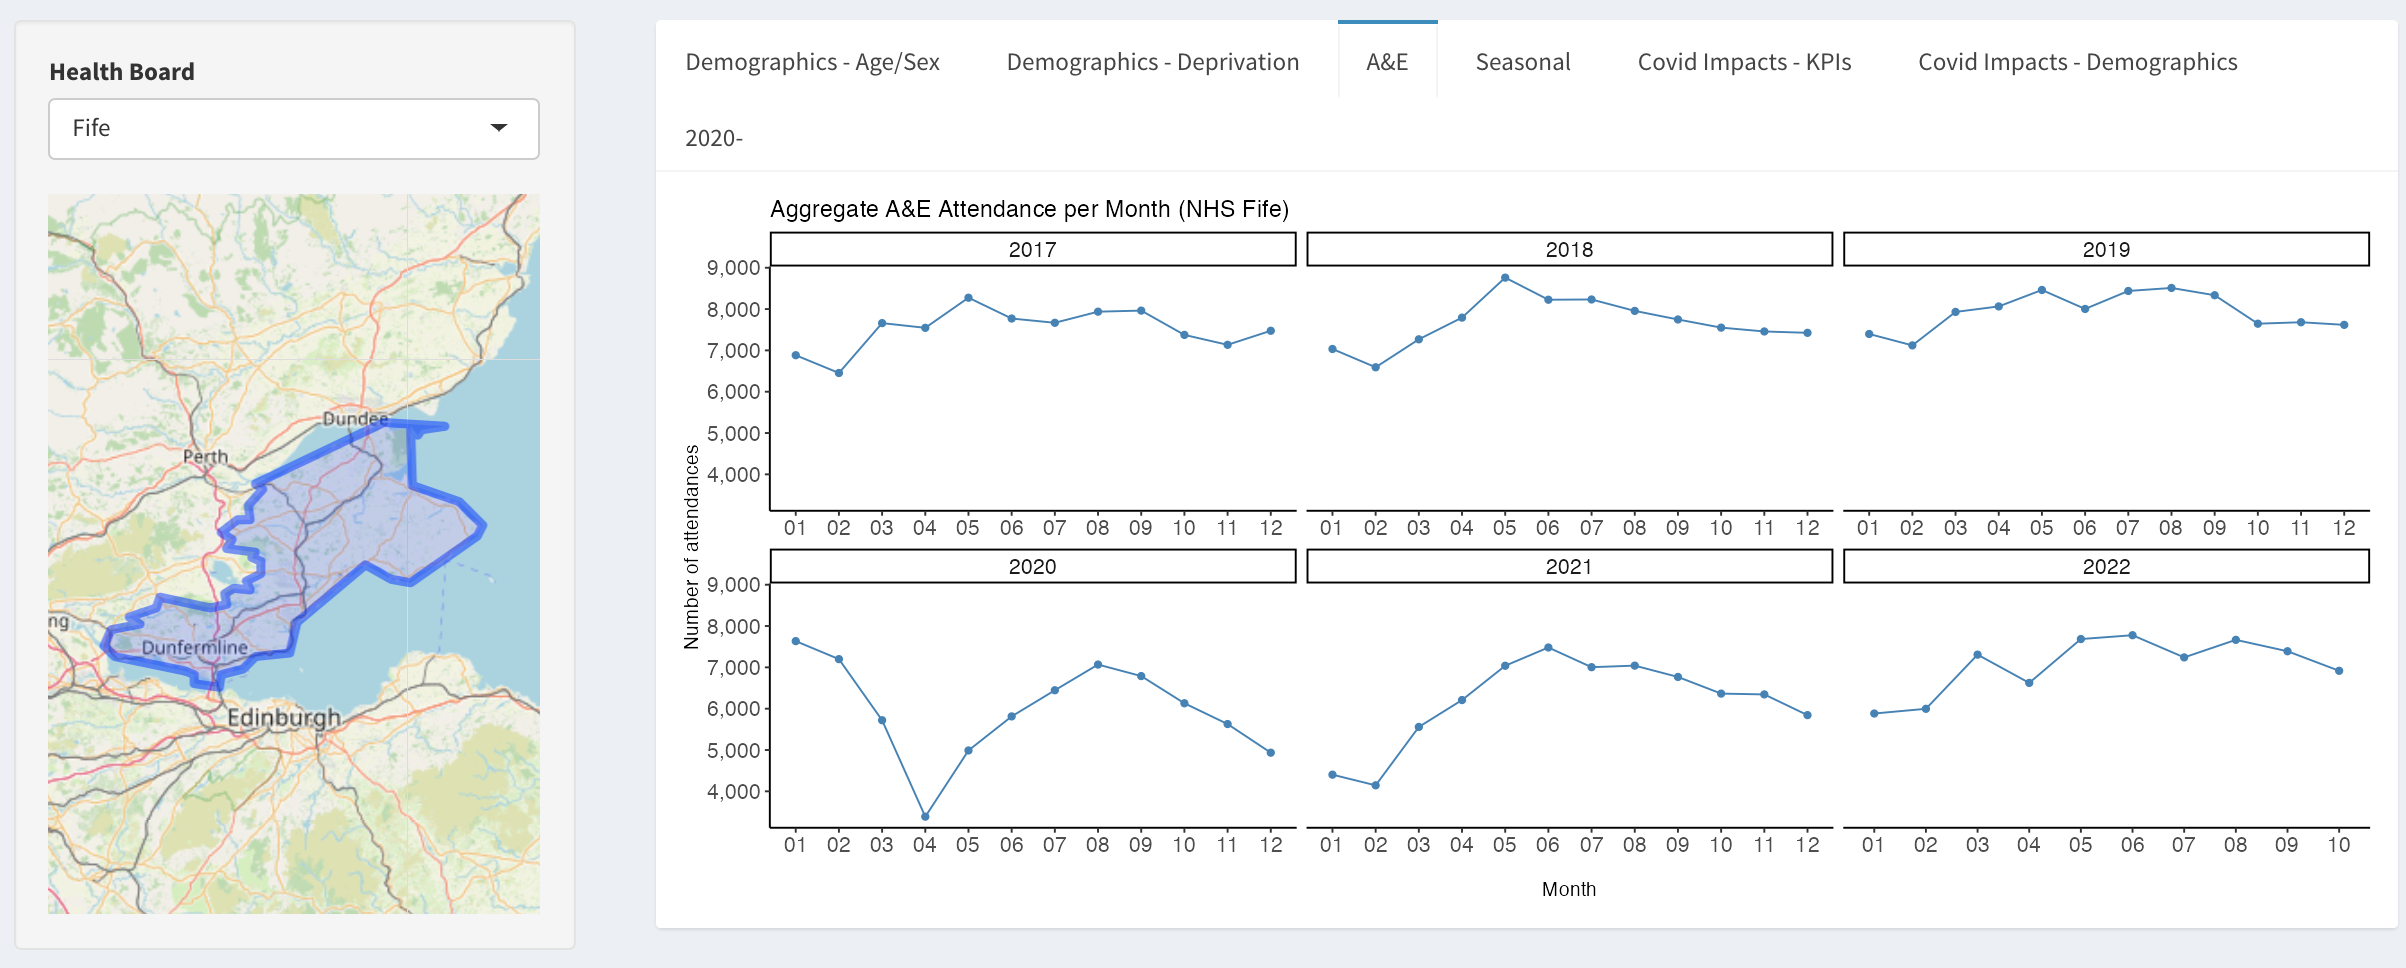 Health Board
Fife
Dundee
Perth
ng
Dunfermline
Edinburgh
Demographics - Age/Sex Demographics - Deprivation A&E Seasonal Covid Impacts - KPIs Covid Impacts - Demographics
2020-
Aggregate A&E Attendance per Month (NHS Fife)
Number of attendances
2017 2018 2019
9,000
8,000
7,000
6,000
5,000
4,000
01 02 03 04 05 06 07 08 09 10 11 12 01 02 03 04 05 06 07 08 09 10 11 12 01 02 03 04 05 06 07 08 09 10 11 12
2020 2021 2022
9,000
8,000
7,000
6,000
5,000
4,000
01 02 03 04 05 06 07 08 09 10 11 12 01 02 03 04 05 06 07 08 09 10 11 12 01 02 03 04 05 06 07 08 09 10
Month